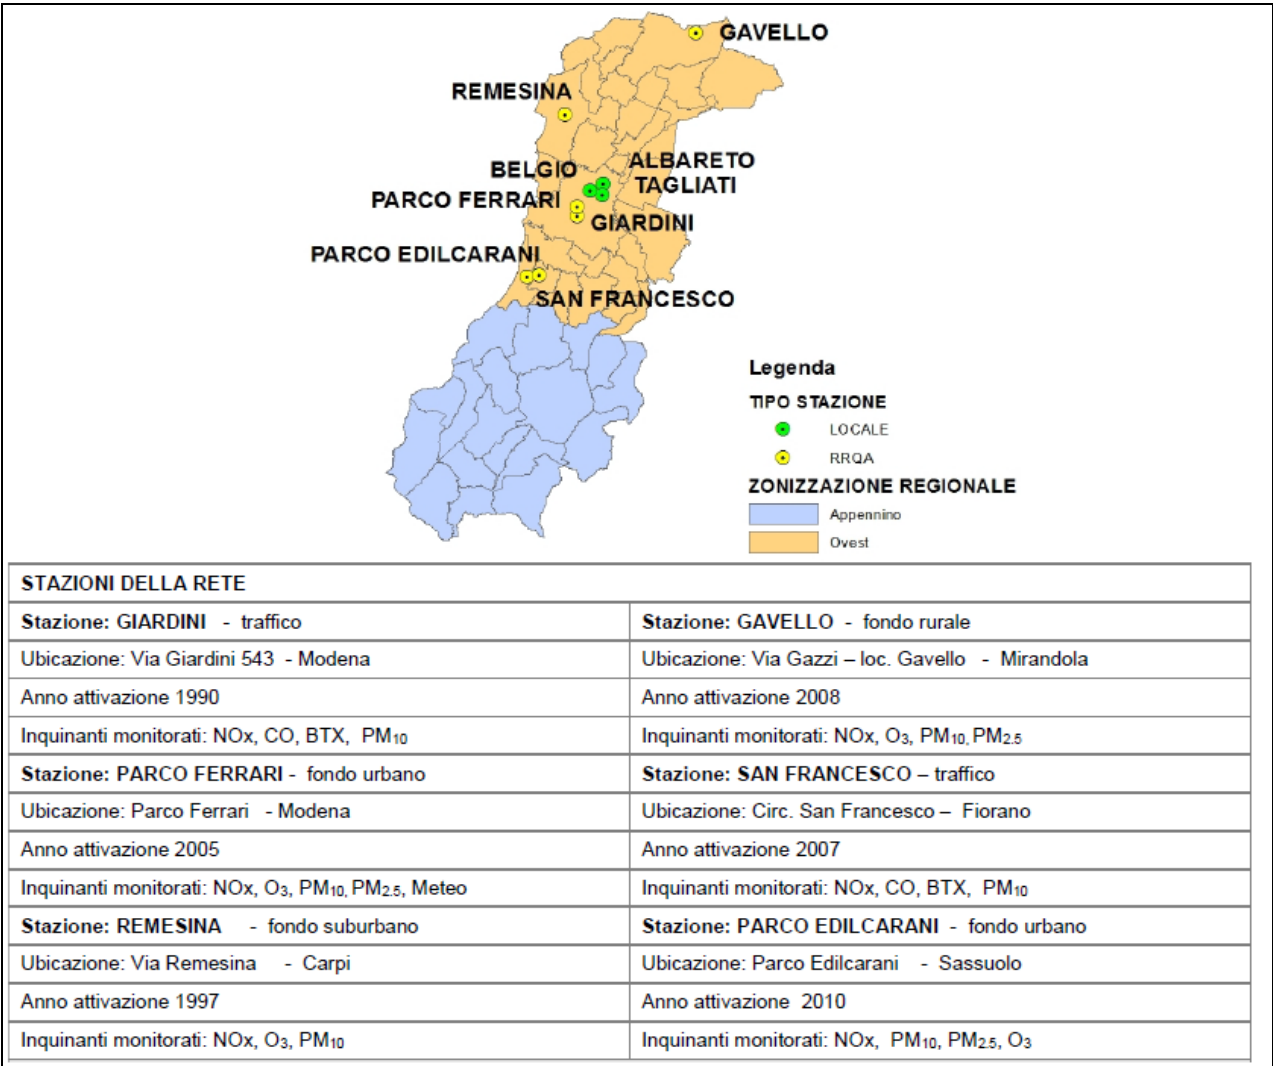 GAVELLO
REMESINA
BELGIO
ALBARETO
TAGLIATI
PARCO FERRARI
GIARDINI
PARCO EDILCARANI
SAN FRANCESCO
Legenda
TIPO STAZIONE
LOCALE
RRQA
ZONIZZAZIONE REGIONALE
Appennino
Ovest
STAZIONI DELLA RETE
Stazione: GIARDINI - traffico
Stazione: GAVELLO - fondo rurale
Ubicazione: Via Giardini 543 - Modena
Ubicazione: Via Gazzi – loc. Gavello - Mirandola
Anno attivazione 1990
Anno attivazione 2008
Inquinanti monitorati: NOx, CO, BTX, PM10
Inquinanti monitorati: NOx, O3, PM10, PM2.5
Stazione: PARCO FERRARI - fondo urbano
Stazione: SAN FRANCESCO – traffico
Ubicazione: Parco Ferrari - Modena
Ubicazione: Circ. San Francesco – Fiorano
Anno attivazione 2005
Anno attivazione 2007
Inquinanti monitorati: NOx, O3, PM10, PM2.5, Meteo
Inquinanti monitorati: NOx, CO, BTX, PM10
Stazione: REMESINA - fondo suburbano
Stazione: PARCO EDILCARANI - fondo urbano
Ubicazione: Via Remesina - Carpi
Ubicazione: Parco Edilcarani - Sassuolo
Anno attivazione 1997
Anno attivazione 2010
Inquinanti monitorati: NOx, O3, PM10
Inquinanti monitorati: NOx, PM10, PM2.5, O3